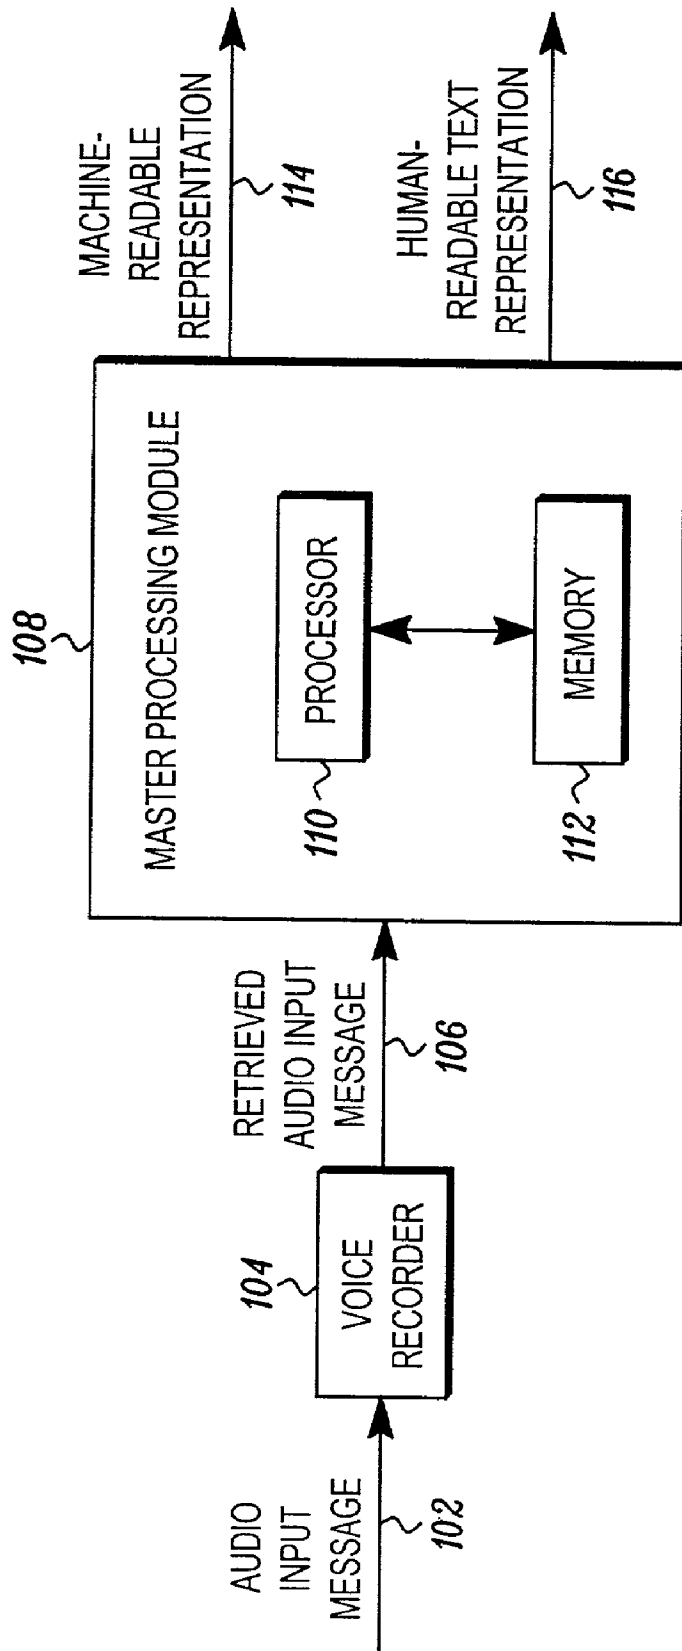 AUDIO
INPUT
MESSAGE
102
104
VOICE
RECORDER
RETRIEVED
AUDIO INPUT
MESSAGE
106
108
MASTER PROCESSING MODULE
PROCESSOR
110
MEMORY
112
MACHINE-
READABLE
REPRESENTATION
114
HUMAN-
READABLE TEXT
REPRESENTATION
116